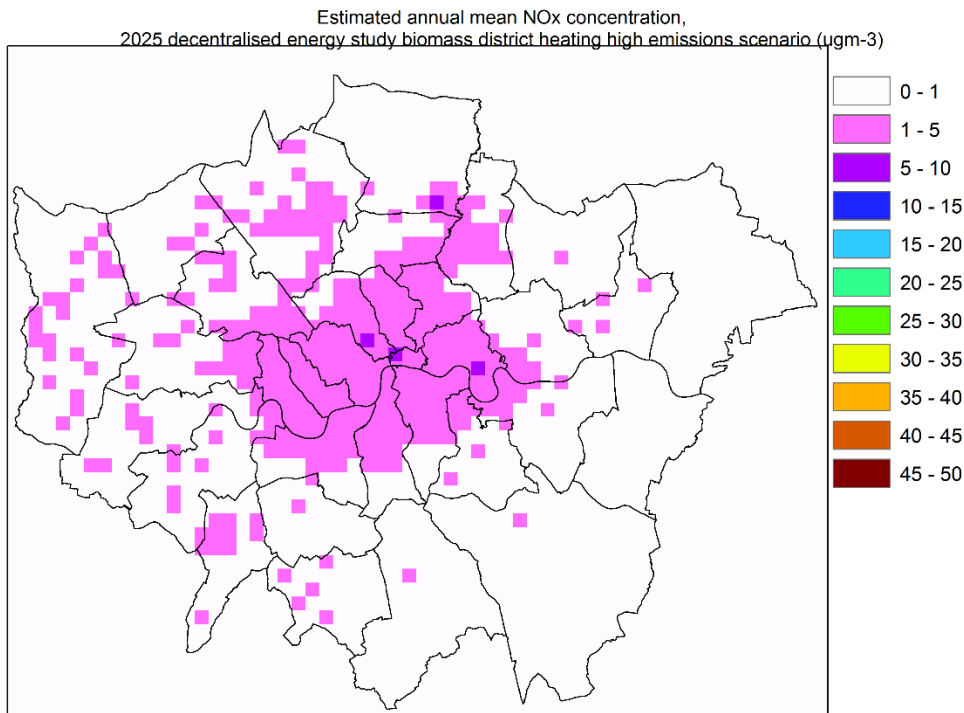 Estimated annual mean NOx concentration,
2025 decentralised energy study biomass district heating high emissions scenario (ugm-3)
0 - 1
1 - 5
5 - 10
10 - 15
15 - 20
20 - 25
25 - 30
30 - 35
35 - 40
40 - 45
45 - 50